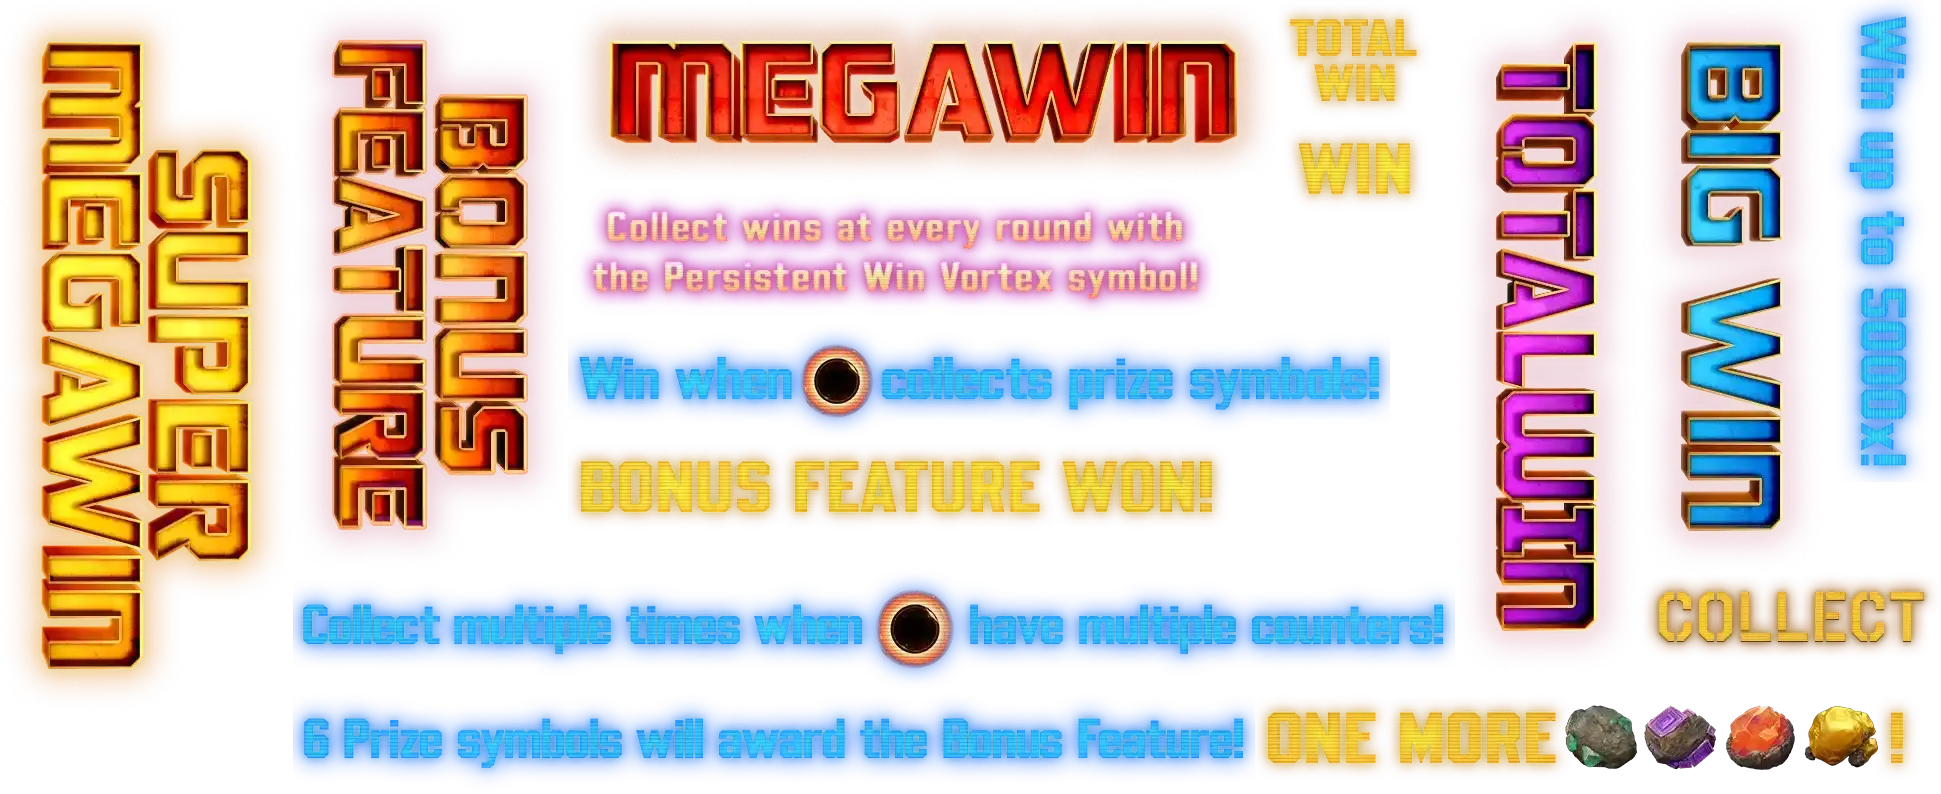 SUPER
MEGAWIN
BONUS
FEATURE
MEGAWIN
TOTAL
WIN
WIN
Collect wins at every round with
the Persistent Win Vortex symbol!
Win when collects prize symbols!
BONUS FEATURE WON!
TOTAL WIN
BIG WIN
Win up to 5000x!
Collect multiple times when have multiple counters!
COLLECT
6 Prize symbols will award the Bonus Feature!
ONE MORE !